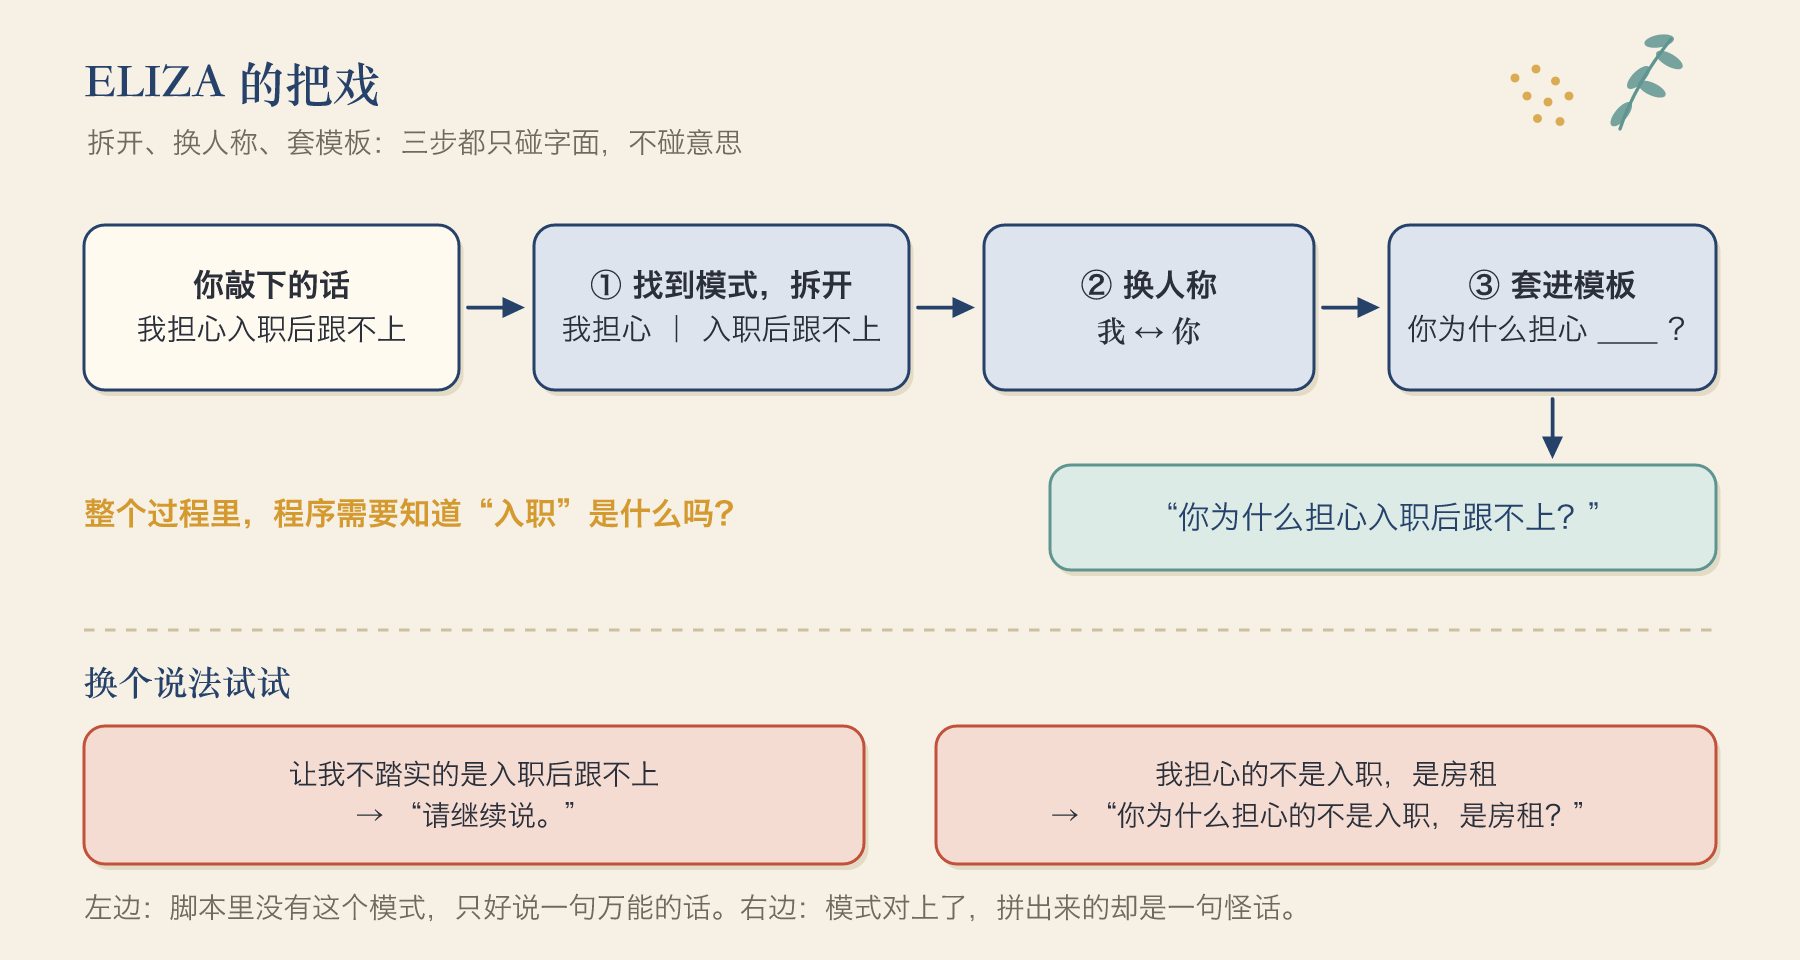 ELIZA 的把戏
拆开、换人称、套模板：三步都只碰字面，不碰意思
你敲下的话
我担心入职后跟不上
① 找到模式，拆开
我担心 ｜ 入职后跟不上
② 换人称
我 ↔ 你
③ 套进模板
你为什么担心 ____ ？
“你为什么担心入职后跟不上？”
整个过程里，程序需要知道“入职”是什么吗？
换个说法试试
让我不踏实的是入职后跟不上
→ “请继续说。”
我担心的不是入职，是房租
→ “你为什么担心的不是入职，是房租？”
左边：脚本里没有这个模式，只好说一句万能的话。右边：模式对上了，拼出来的却是一句怪话。